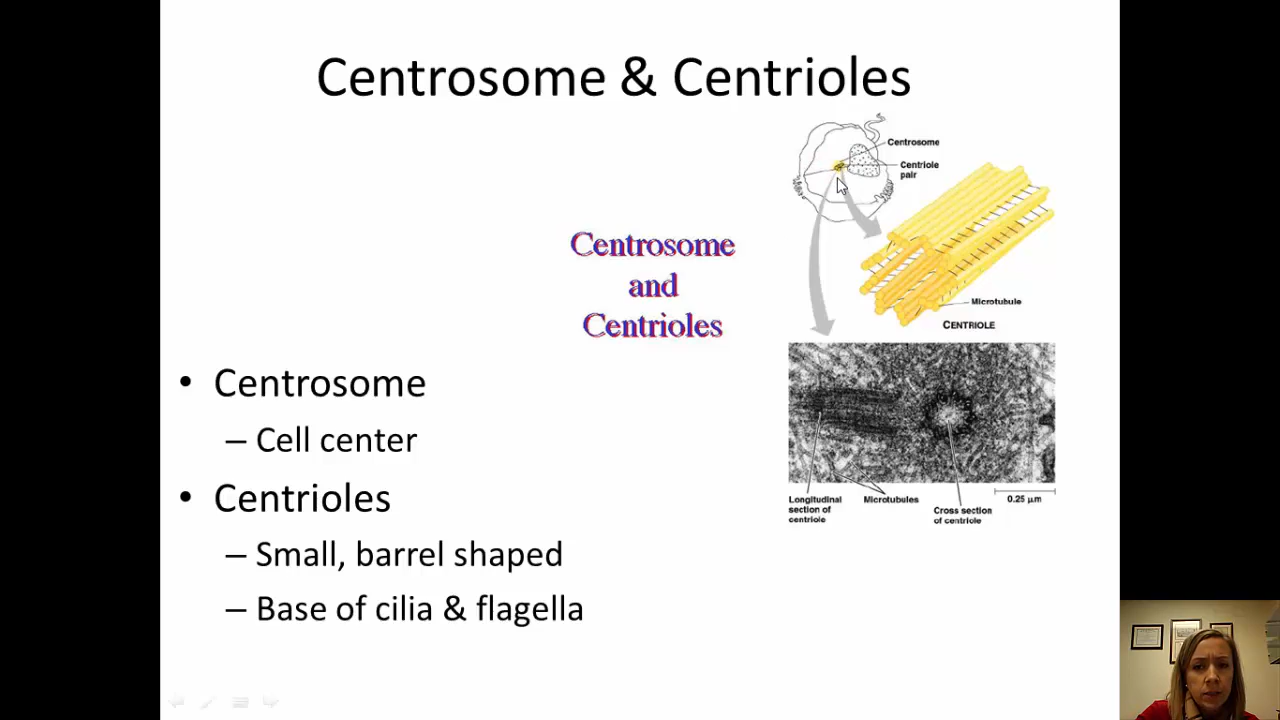 Centrosome & Centrioles
Centrosome
Centriole
pair
Centrosome
and
Centrioles
Microtubule
CENTRIOLE
• Centrosome
– Cell center
• Centrioles
– Small, barrel shaped
– Base of cilia & flagella
Longitudinal
section of
centriole
Microtubules
Cross section
of centriole
0.25 µm